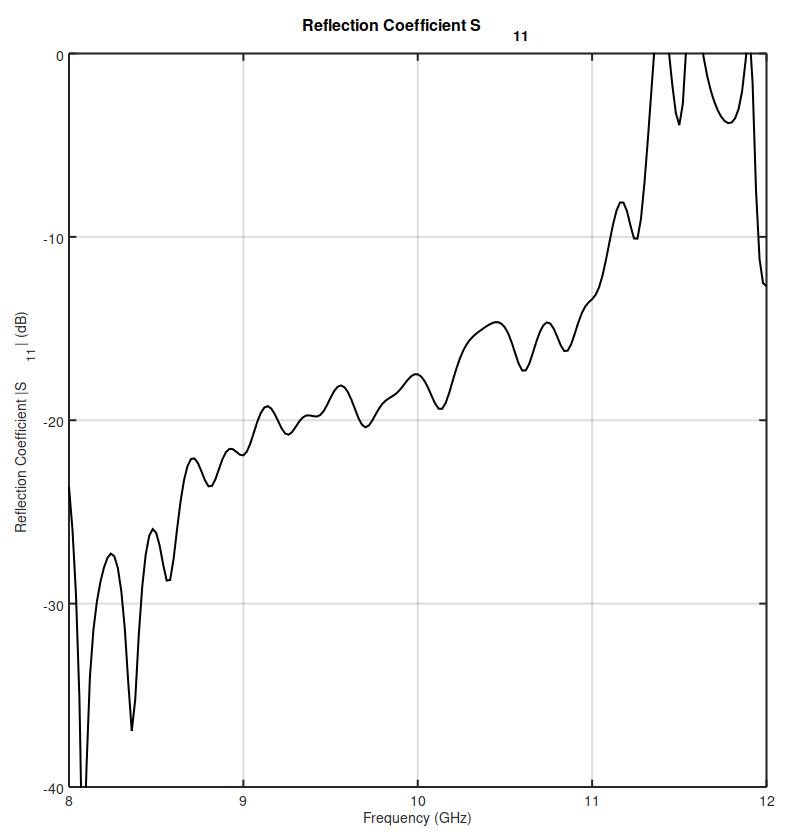 Reflection Coefficient S 11
0
-10
-20
-30
-40
Reflection Coefficient |S 11 | (dB)
8 9 10 11 12
Frequency (GHz)